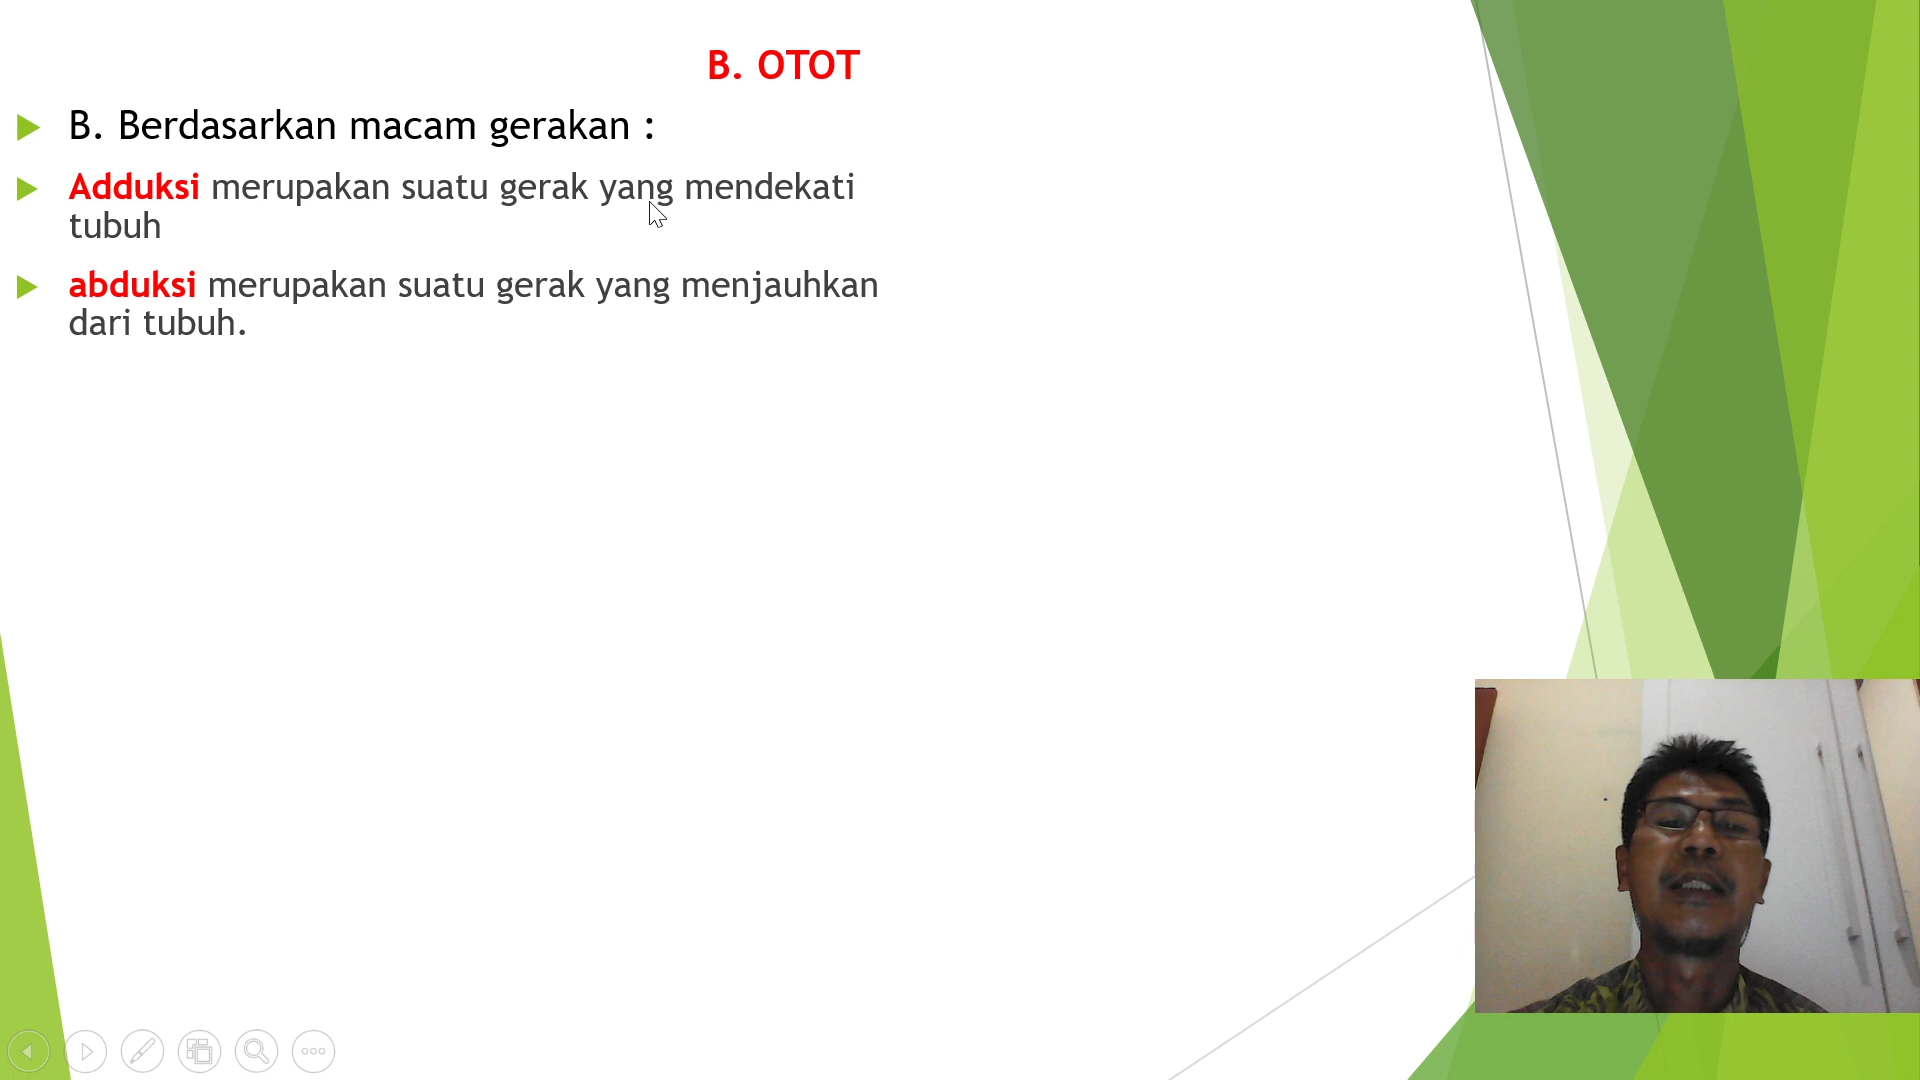 B. OTOT
B. Berdasarkan macam gerakan :
Adduksi merupakan suatu gerak yang mendekati
tubuh
abduksi merupakan suatu gerak yang menjauhkan
dari tubuh.